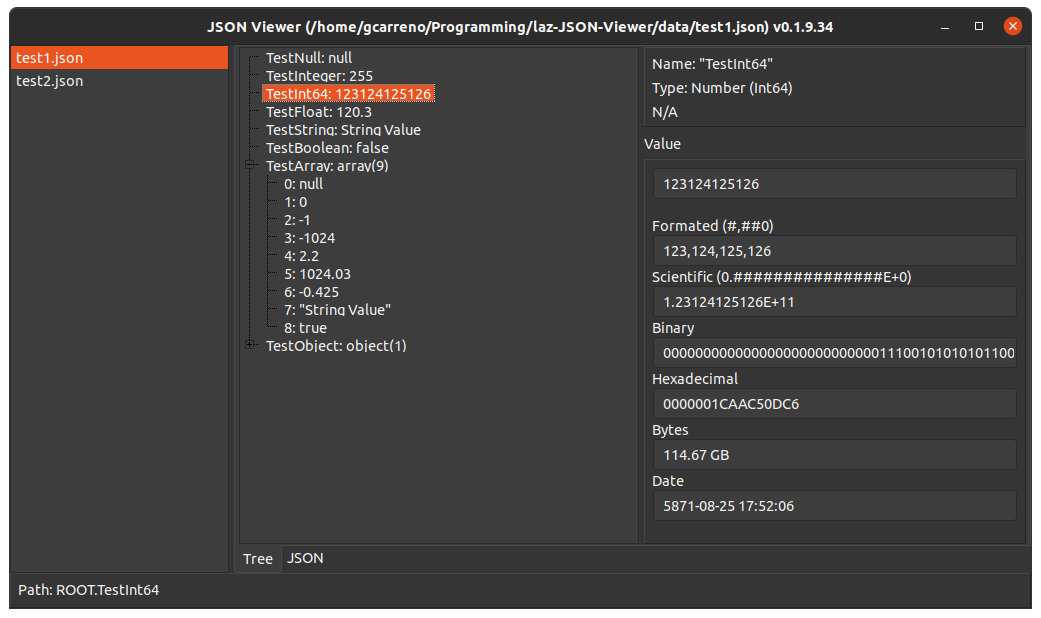 JSON Viewer (/home/gcarreno/Programming/laz-JSON-Viewer/data/test1.json) v0.1.9.34
test1.json
test2.json
TestNull: null
TestInteger: 255
TestInt64: 123124125126
TestFloat: 120.3
TestString: String Value
TestBoolean: false
TestArray: array(9)
0: null
1: 0
2: -1
3: -1024
4: 2.2
5: 1024.03
6: -0.425
7: "String Value"
8: true
TestObject: object(1)
Tree
JSON
Name: "TestInt64"
Type: Number (Int64)
N/A
Value
123124125126
Formated (#,##0)
123,124,125,126
Scientific (0.###############E+0)
1.23124125126E+11
Binary
00000000000000000000000000011100101010101100
Hexadecimal
0000001CAAC50DC6
Bytes
114.67 GB
Date
5871-08-25 17:52:06
Path: ROOT.TestInt64